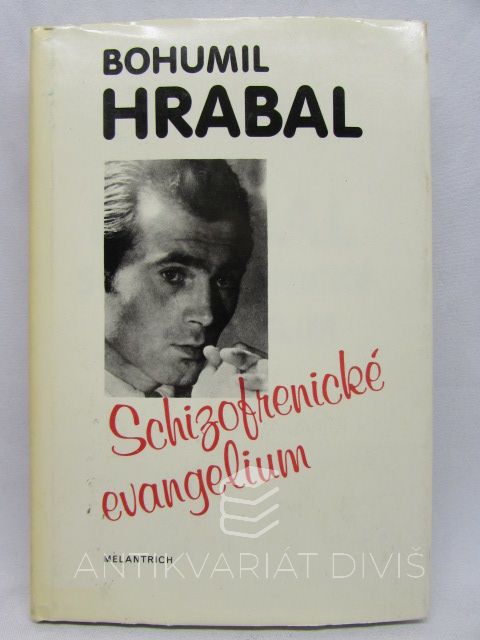 BOHUMIL
HRABAL
Schizofrenické
evangelium
MELANTRICH
ANTIKVARIÁT DIVIŠ